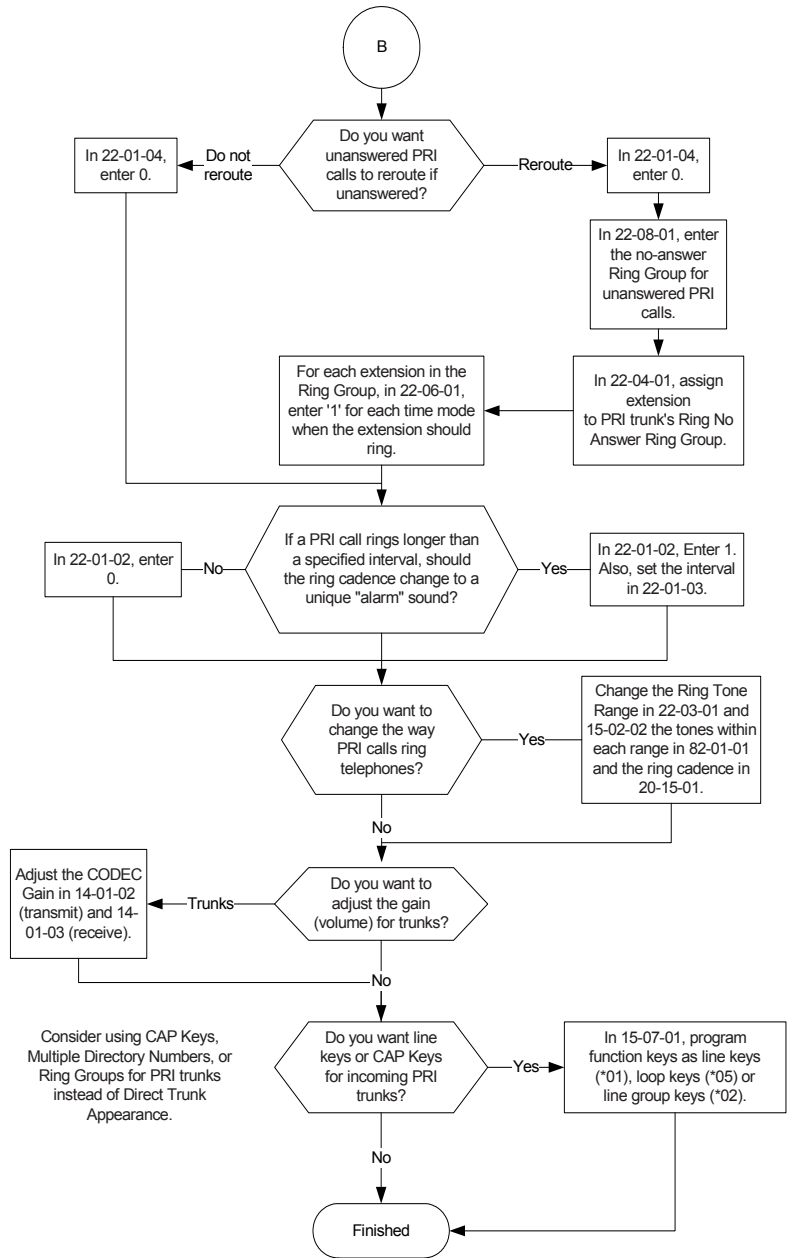 B
Do you want
unanswered PRI
calls to reroute if
unanswered?
Do not
reroute
In 22-01-04,
enter 0.
Reroute
In 22-01-04,
enter 0.
In 22-08-01, enter
the no-answer
Ring Group for
unanswered PRI
calls.
In 22-04-01, assign
extension
to PRI trunk's Ring No
Answer Ring Group.
For each extension in the
Ring Group, in 22-06-01,
enter '1' for each time mode
when the extension should
ring.
If a PRI call rings longer than
a specified interval, should
the ring cadence change to a
unique "alarm" sound?
No
In 22-01-02, enter
0.
Yes
In 22-01-02, Enter 1.
Also, set the interval
in 22-01-03.
Do you want to
change the way
PRI calls ring
telephones?
Yes
Change the Ring Tone
Range in 22-03-01 and
15-02-02 the tones within
each range in 82-01-01
and the ring cadence in
20-15-01.
No
Do you want to
adjust the gain
(volume) for trunks?
Trunks
Adjust the CODEC
Gain in 14-01-02
(transmit) and 14-
01-03 (receive).
No
Consider using CAP Keys,
Multiple Directory Numbers, or
Ring Groups for PRI trunks
instead of Direct Trunk
Appearance.
Do you want line
keys or CAP Keys
for incoming PRI
trunks?
Yes
In 15-07-01, program
function keys as line keys
(*01), loop keys (*05) or
line group keys (*02).
No
Finished